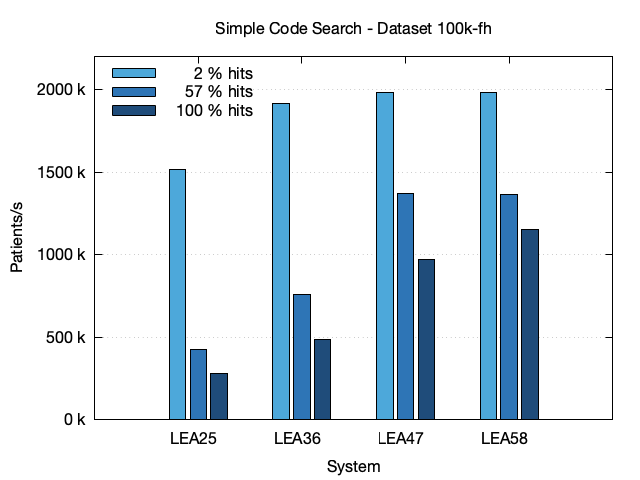 Simple Code Search - Dataset 100k-fh
2 % hits
57 % hits
100 % hits
2000 k
1500 k
1000 k
500 k
0 k
Patients/s
LEA25 LEA36 LEA47 LEA58
System